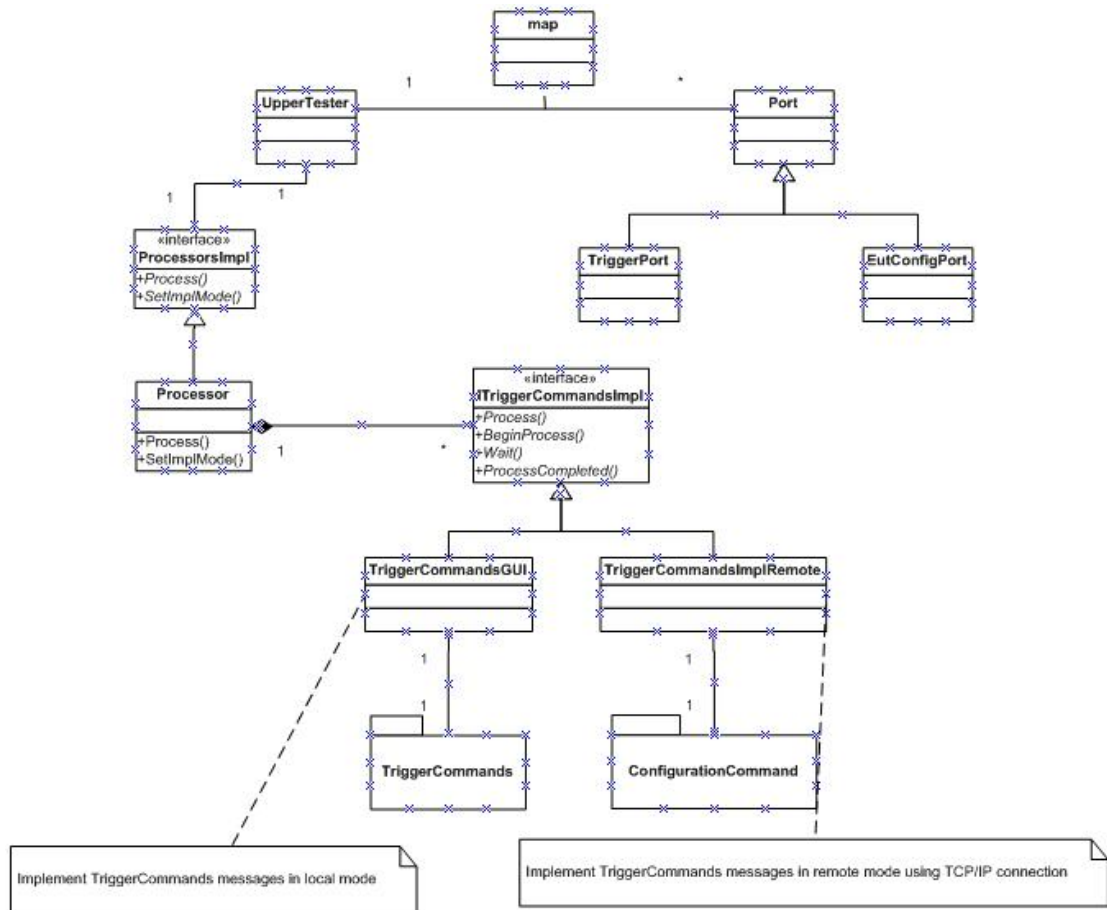 map
1
*
UpperTester
Port
1
1
«interface»
ProcessorsImpl
+Process()
+SetImplMode()
TriggerPort
EutConfigPort
Processor
+Process()
+SetImplMode()
1
*
«interface»
ITriggerCommandsImpl
+Process()
+BeginProcess()
+Wait()
+ProcessCompleted()
TriggerCommandsGUI
TriggerCommandsImplRemote
1
1
1
1
TriggerCommands
ConfigurationCommand
Implement TriggerCommands messages in local mode
Implement TriggerCommands messages in remote mode using TCP/IP connection